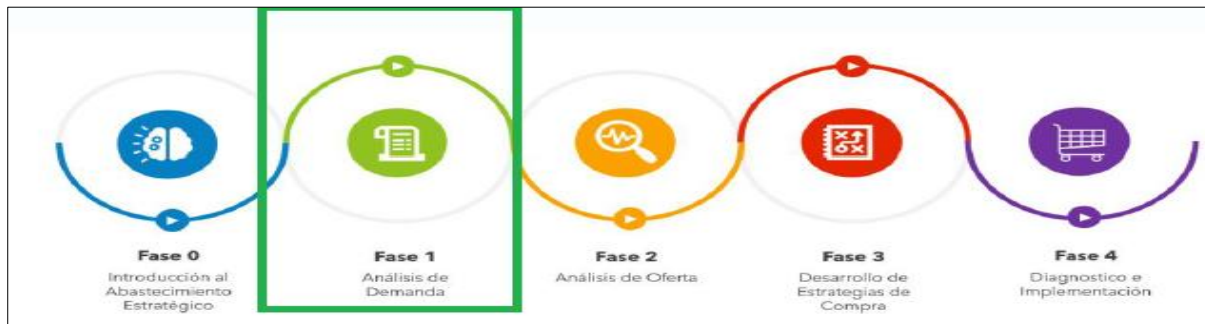 Fase 0
Introducción al
Abastecimiento
Estratégico
Fase 1
Análisis de
Demanda
Fase 2
Análisis de Oferta
Fase 3
Desarrollo de
Estrategias de
Compra
Fase 4
Diagnostico e
Implementación